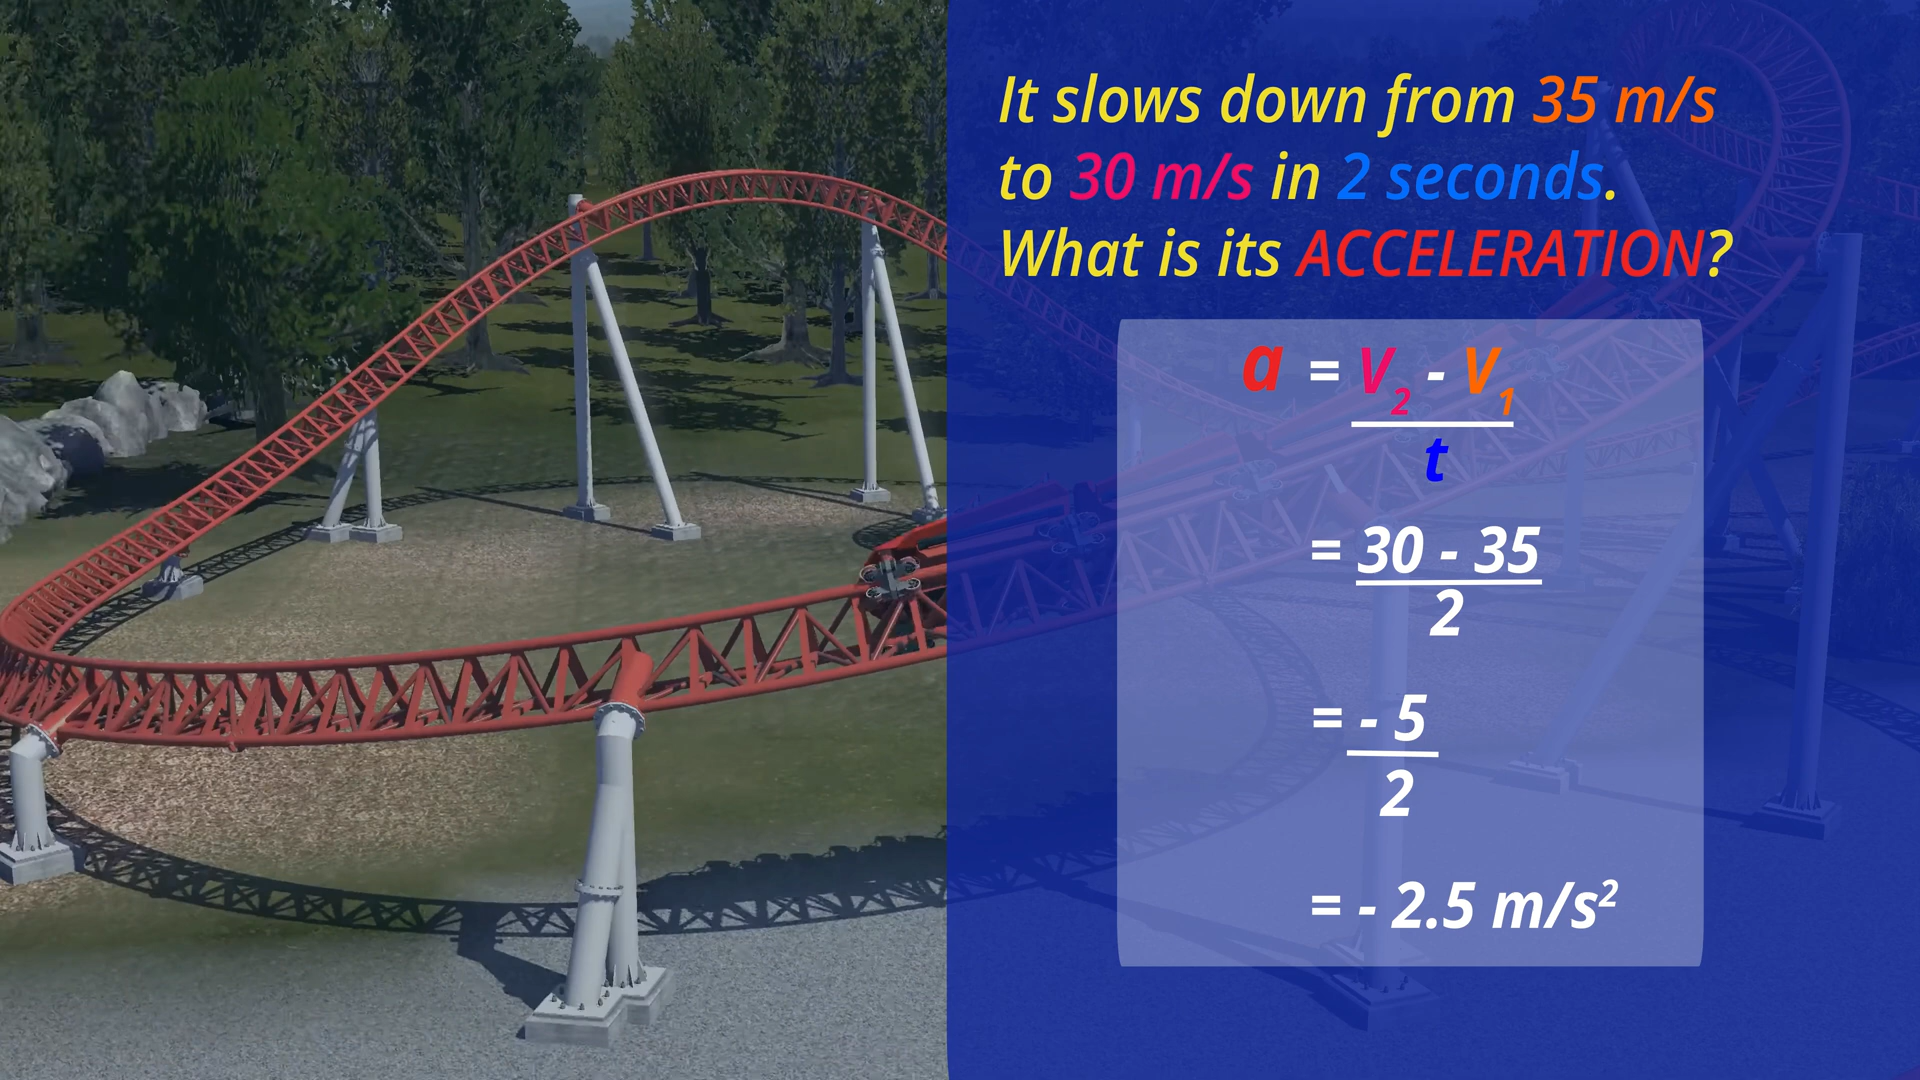 It slows down from 35 m/s
to 30 m/s in 2 seconds.
What is its ACCELERATION?
a = V₂ - V₁
t
= 30 - 35
2
= - 5
2
= - 2.5 m/s²